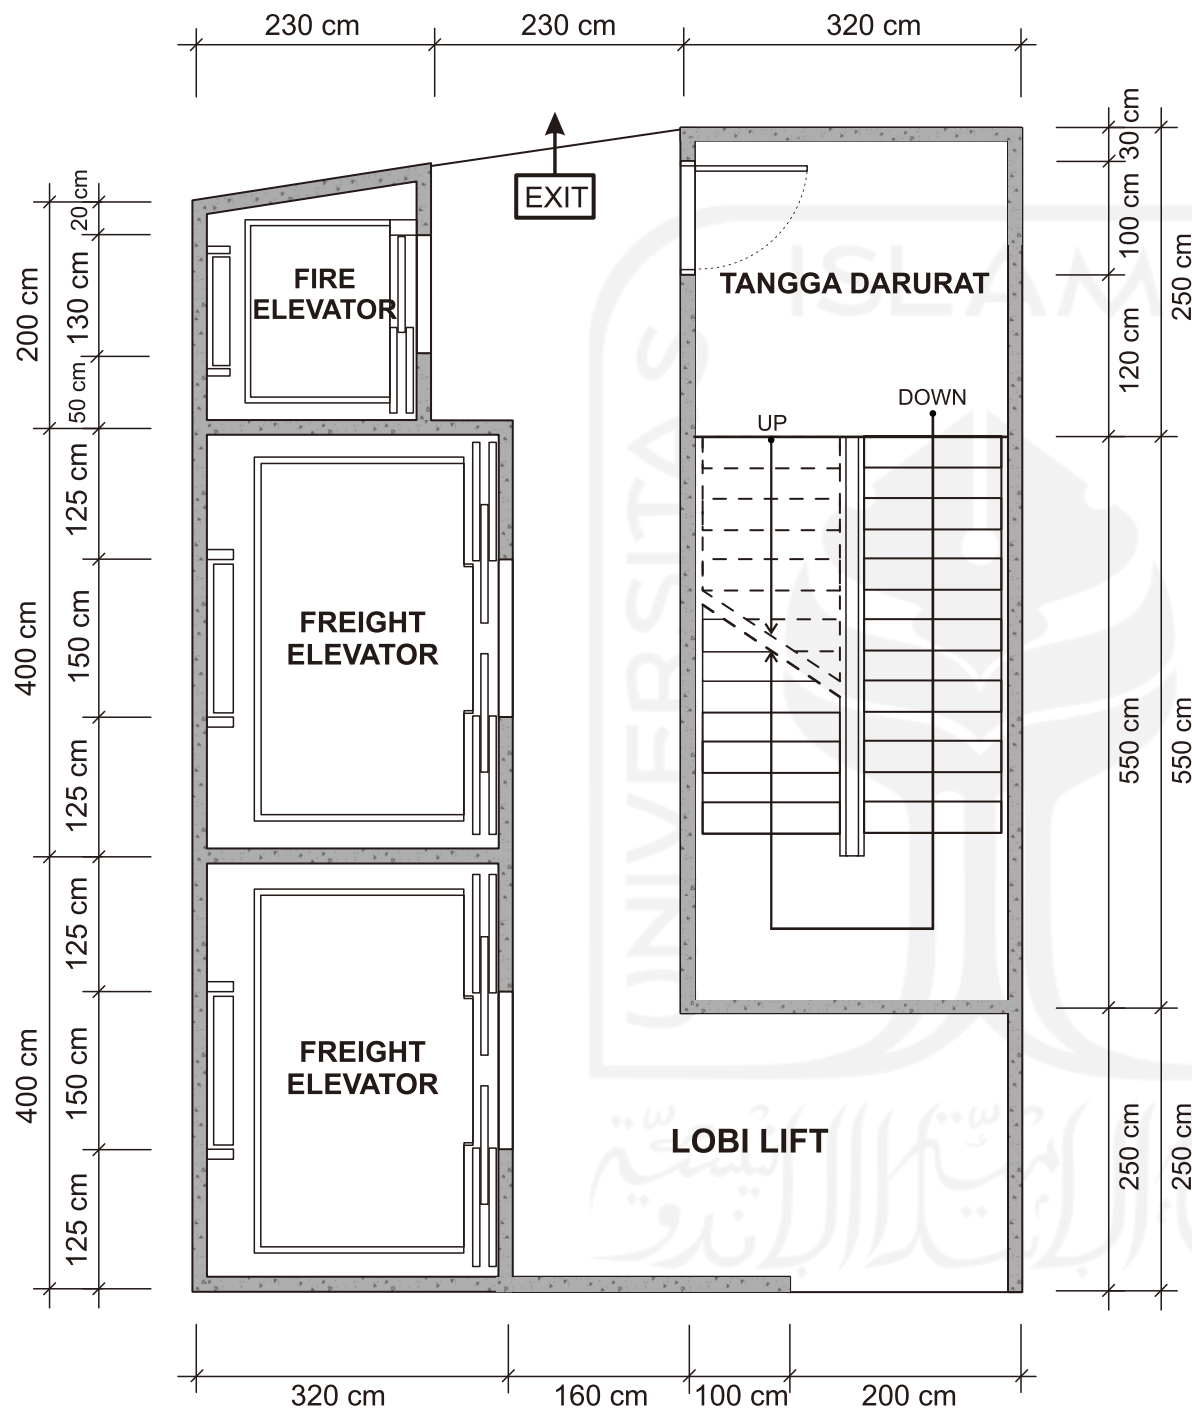 230 cm
230 cm
320 cm
EXIT
30 cm
100 cm
120 cm
250 cm
20 cm
130 cm
50 cm
200 cm
FIRE
ELEVATOR
TANGGA DARURAT
ISLAM
UNIVERSITAS
UP
DOWN
125 cm
150 cm
125 cm
400 cm
FREIGHT
ELEVATOR
550 cm
550 cm
125 cm
150 cm
125 cm
400 cm
FREIGHT
ELEVATOR
LOBI LIFT
250 cm
250 cm
320 cm
160 cm
100 cm
200 cm